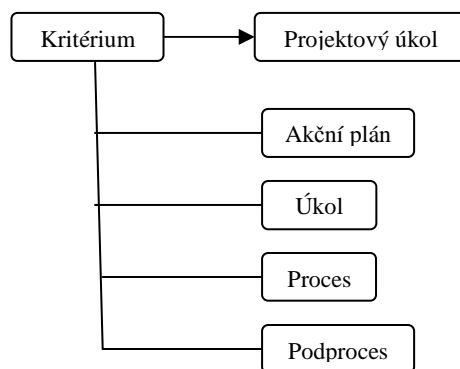 Kritérium
Projektový úkol
Akční plán
Úkol
Proces
Podproces